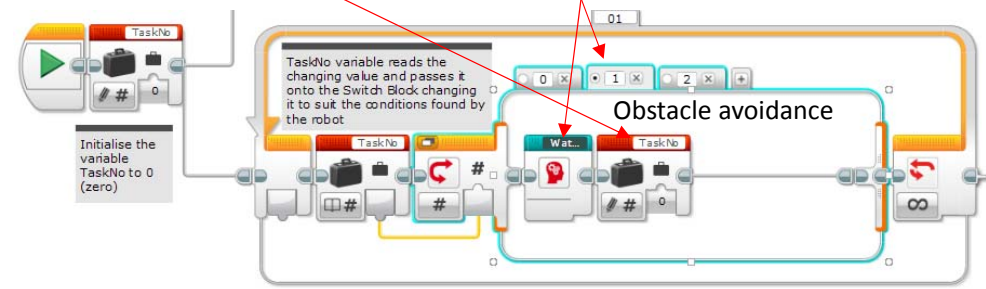 01
TaskNo
#
0
Initialise the
variable
TaskNo to 0
(zero)
TaskNo variable reads the
changing value and passes it
onto the Switch Block changing
it to suit the conditions found by
the robot
TaskNo
#
#
#
0
1
2
+
Obstacle avoidance
Wat...
TaskNo
#
0
∞